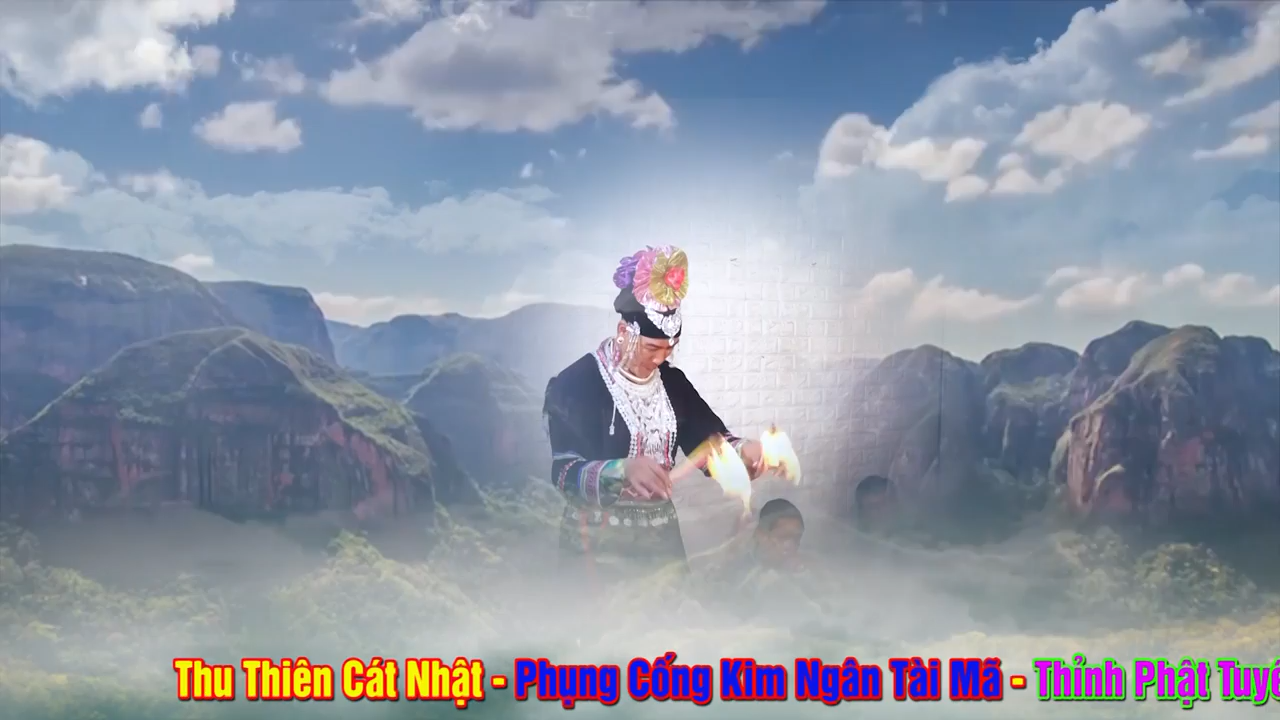 Thu Thiên Cát Nhật - Phụng Cống Kim Ngân Tài Mã - Thỉnh Phật